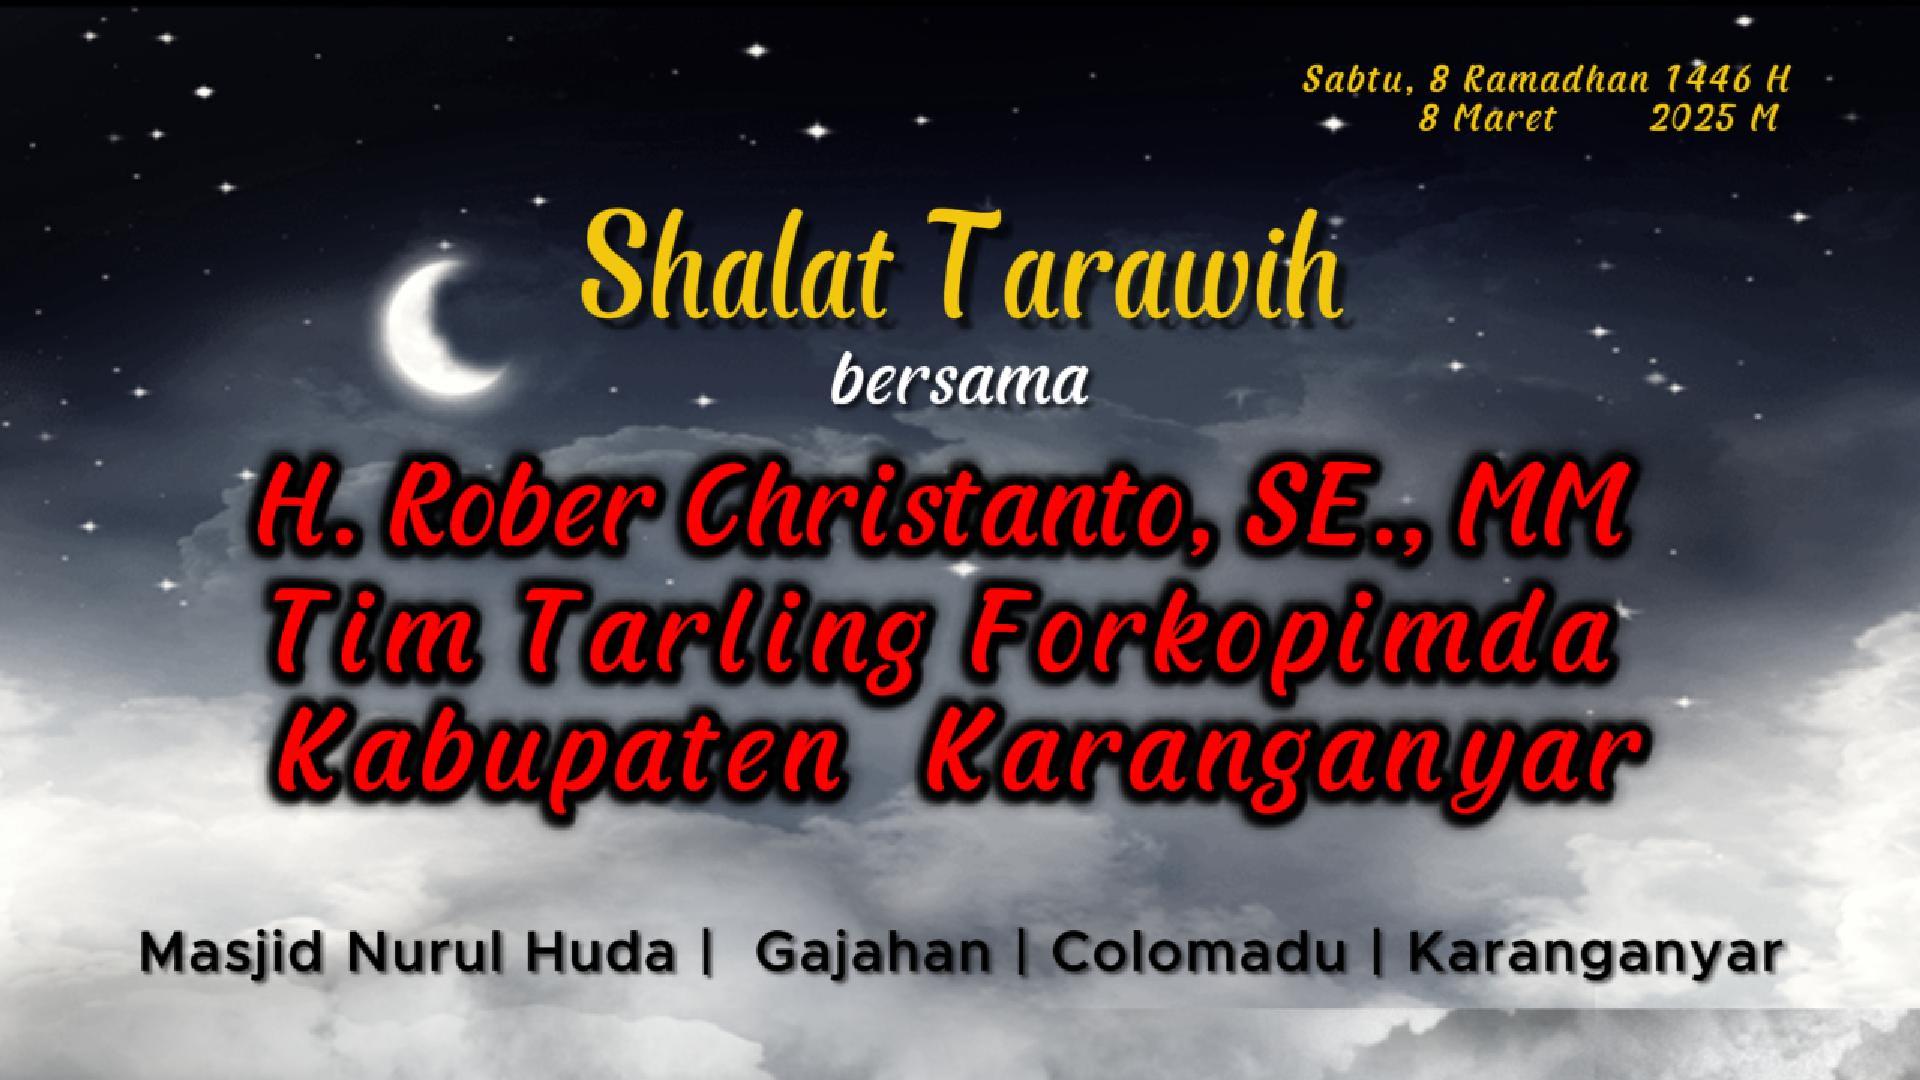 Sabtu, 8 Ramadhan 1446 H
8 Maret 2025 M
Shalat Tarawih
bersama
H. Rober Christanto, SE., MM
Tim Tarling Forkopimda
Kabupaten Karanganyar
Masjid Nurul Huda | Gajahan | Colomadu | Karanganyar